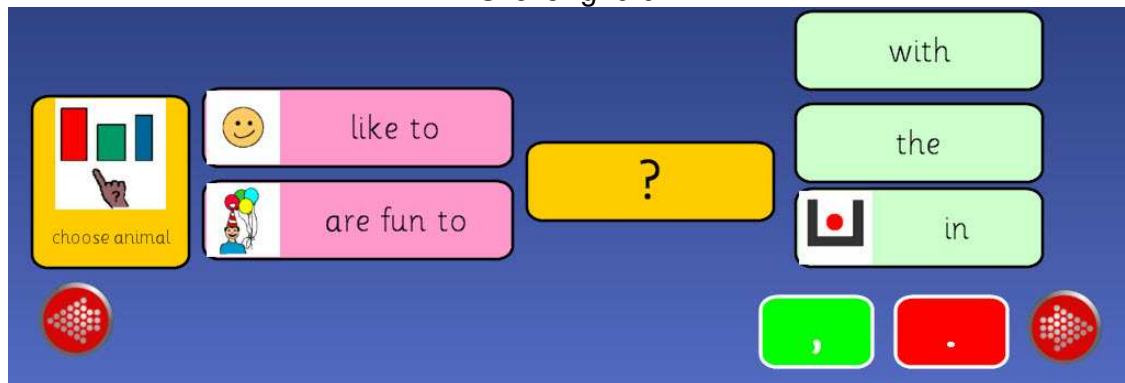 choose animal
like to
are fun to
?
with
the
in
,
.